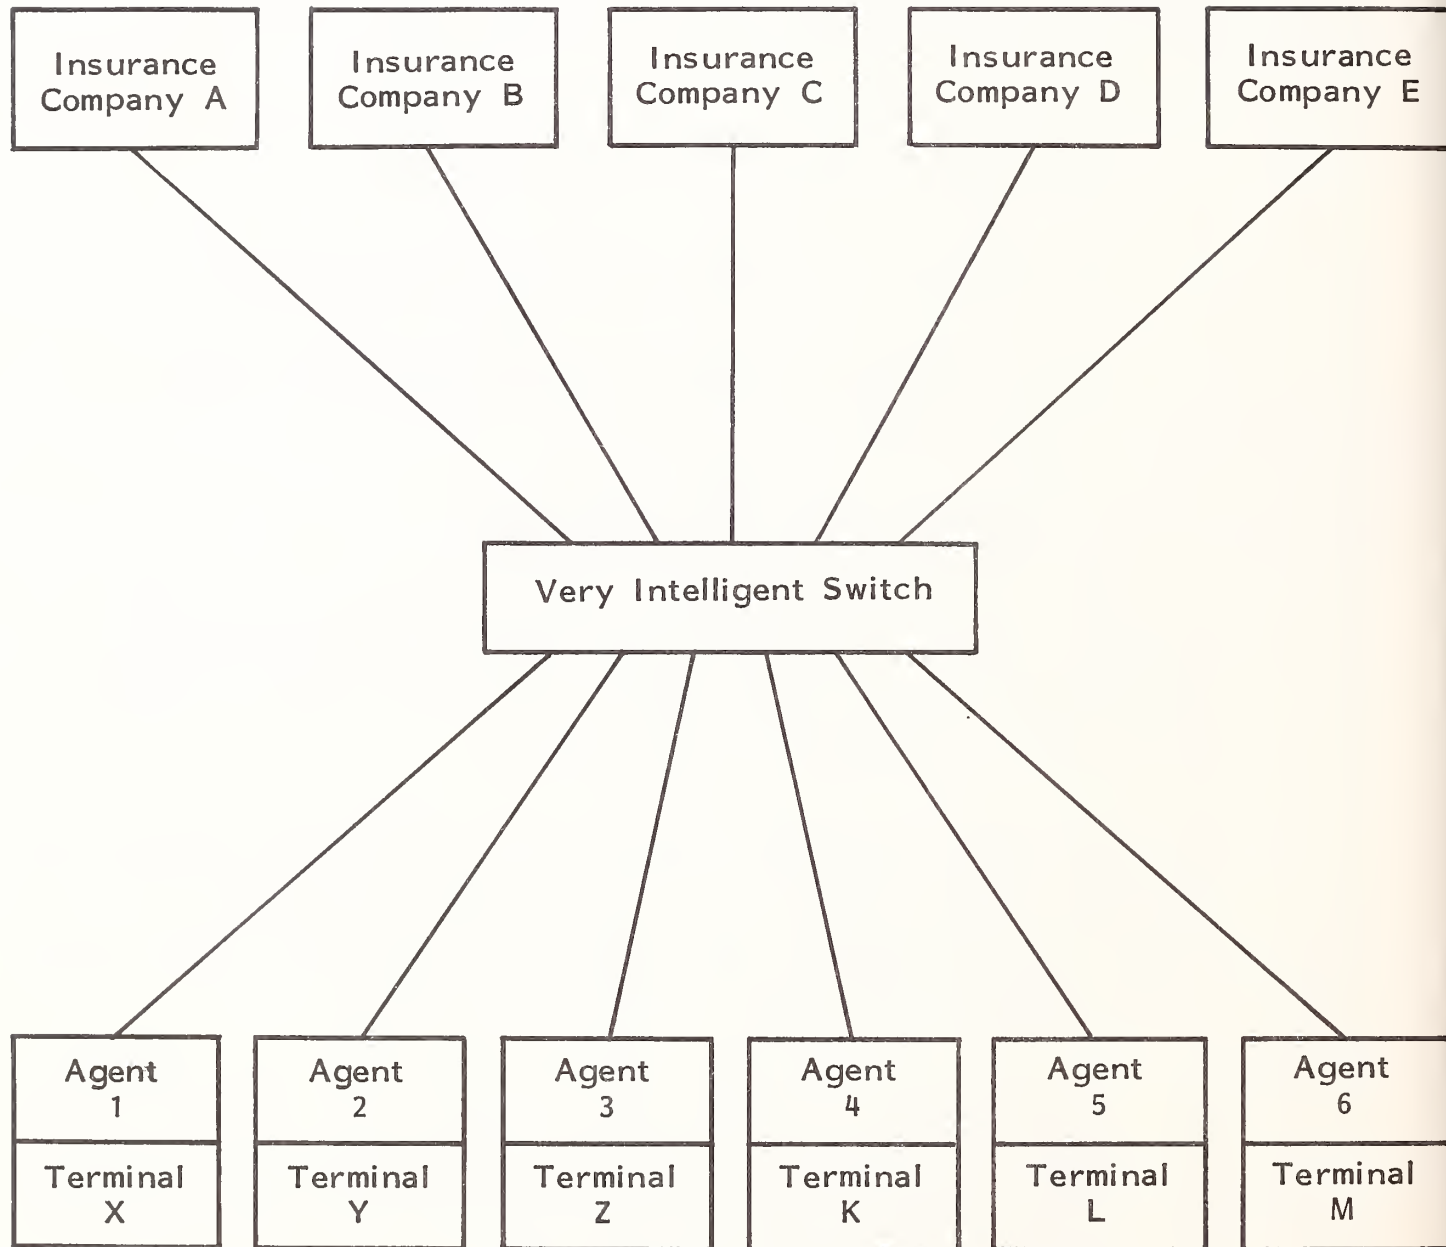 Insurance
Company A
Insurance
Company B
Insurance
Company C
Insurance
Company D
Insurance
Company E
Very Intelligent Switch
Agent
1
Terminal
X
Agent
2
Terminal
Y
Agent
3
Terminal
Z
Agent
4
Terminal
K
Agent
5
Terminal
L
Agent
6
Terminal
M